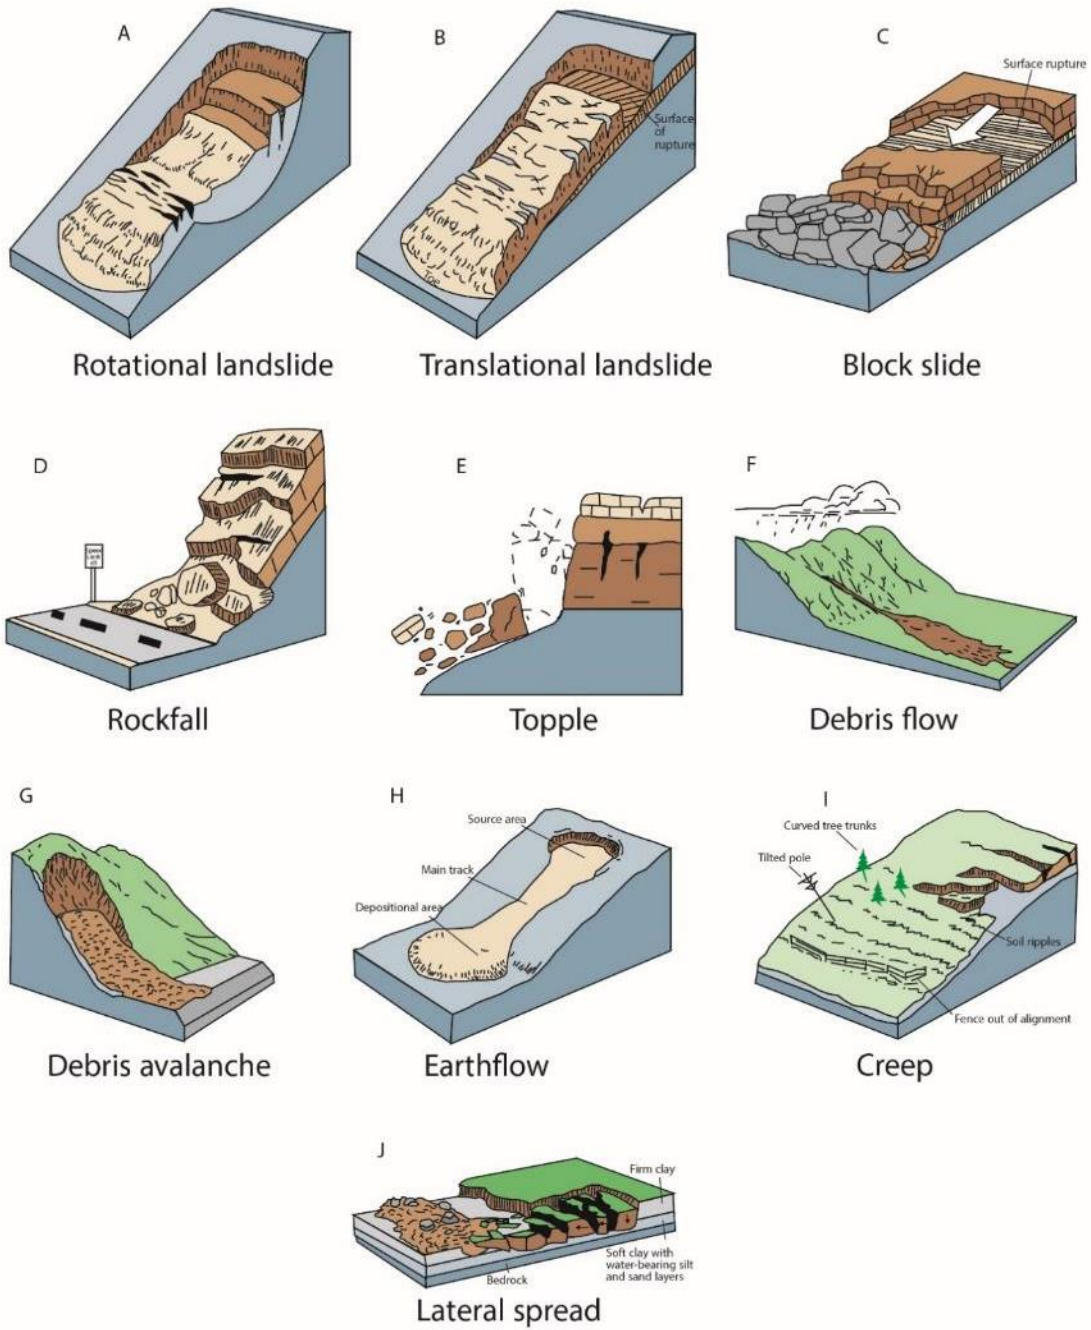 A
B
C
Surface rupture
Surface
of
rupture
TOP
Rotational landslide
Translational landslide
Block slide
D
E
F
Rockfall
Topple
Debris flow
G
H
I
Source area
Main track
Depositional area
Curved tree trunks
Tilted pole
Soil ripples
Fence out of alignment
Debris avalanche
Earthflow
Creep
J
Firm clay
Soft clay with
water-bearing silt
and sand layers
Bedrock
Lateral spread